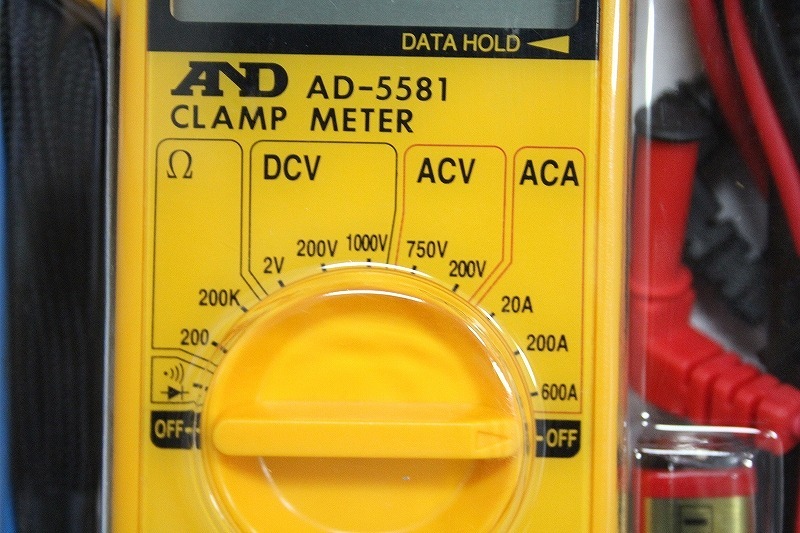 DATA HOLD
AND AD-5581
CLAMP METER
Ω DCV ACV ACA
2V 200V 1000V 750V 200V
200K 20A
200 200A
600A
OFF OFF